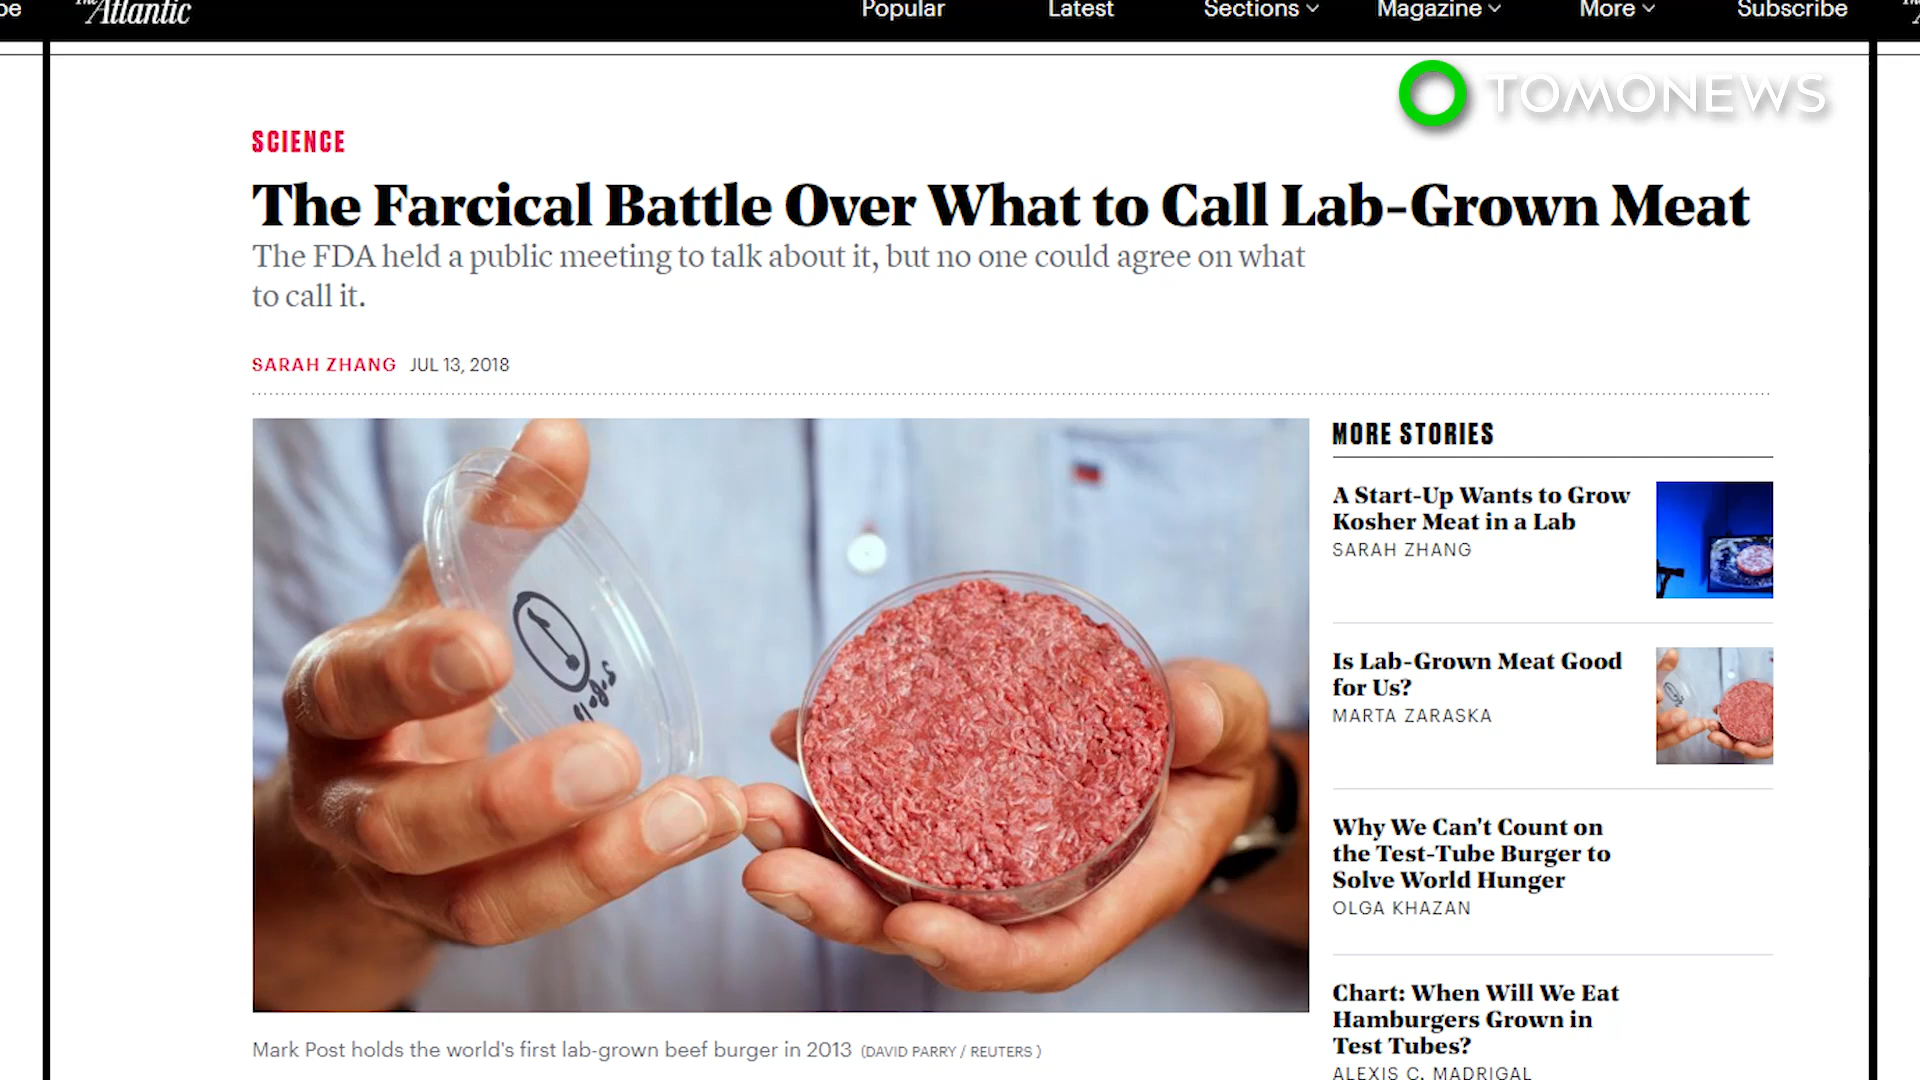 The Atlantic
Popular
Latest
Sections
Magazine
More
Subscribe
TOMONEWS
SCIENCE
The Farcical Battle Over What to Call Lab-Grown Meat
The FDA held a public meeting to talk about it, but no one could agree on what
to call it.
SARAH ZHANG JUL 13, 2018
MORE STORIES
A Start-Up Wants to Grow
Kosher Meat in a Lab
SARAH ZHANG
Is Lab-Grown Meat Good
for Us?
MARTA ZARASKA
Why We Can't Count on
the Test-Tube Burger to
Solve World Hunger
OLGA KHAZAN
Chart: When Will We Eat
Hamburgers Grown in
Test Tubes?
ALEXIS C. MADRIGAL
Mark Post holds the world's first lab-grown beef burger in 2013 (DAVID PARRY / REUTERS )